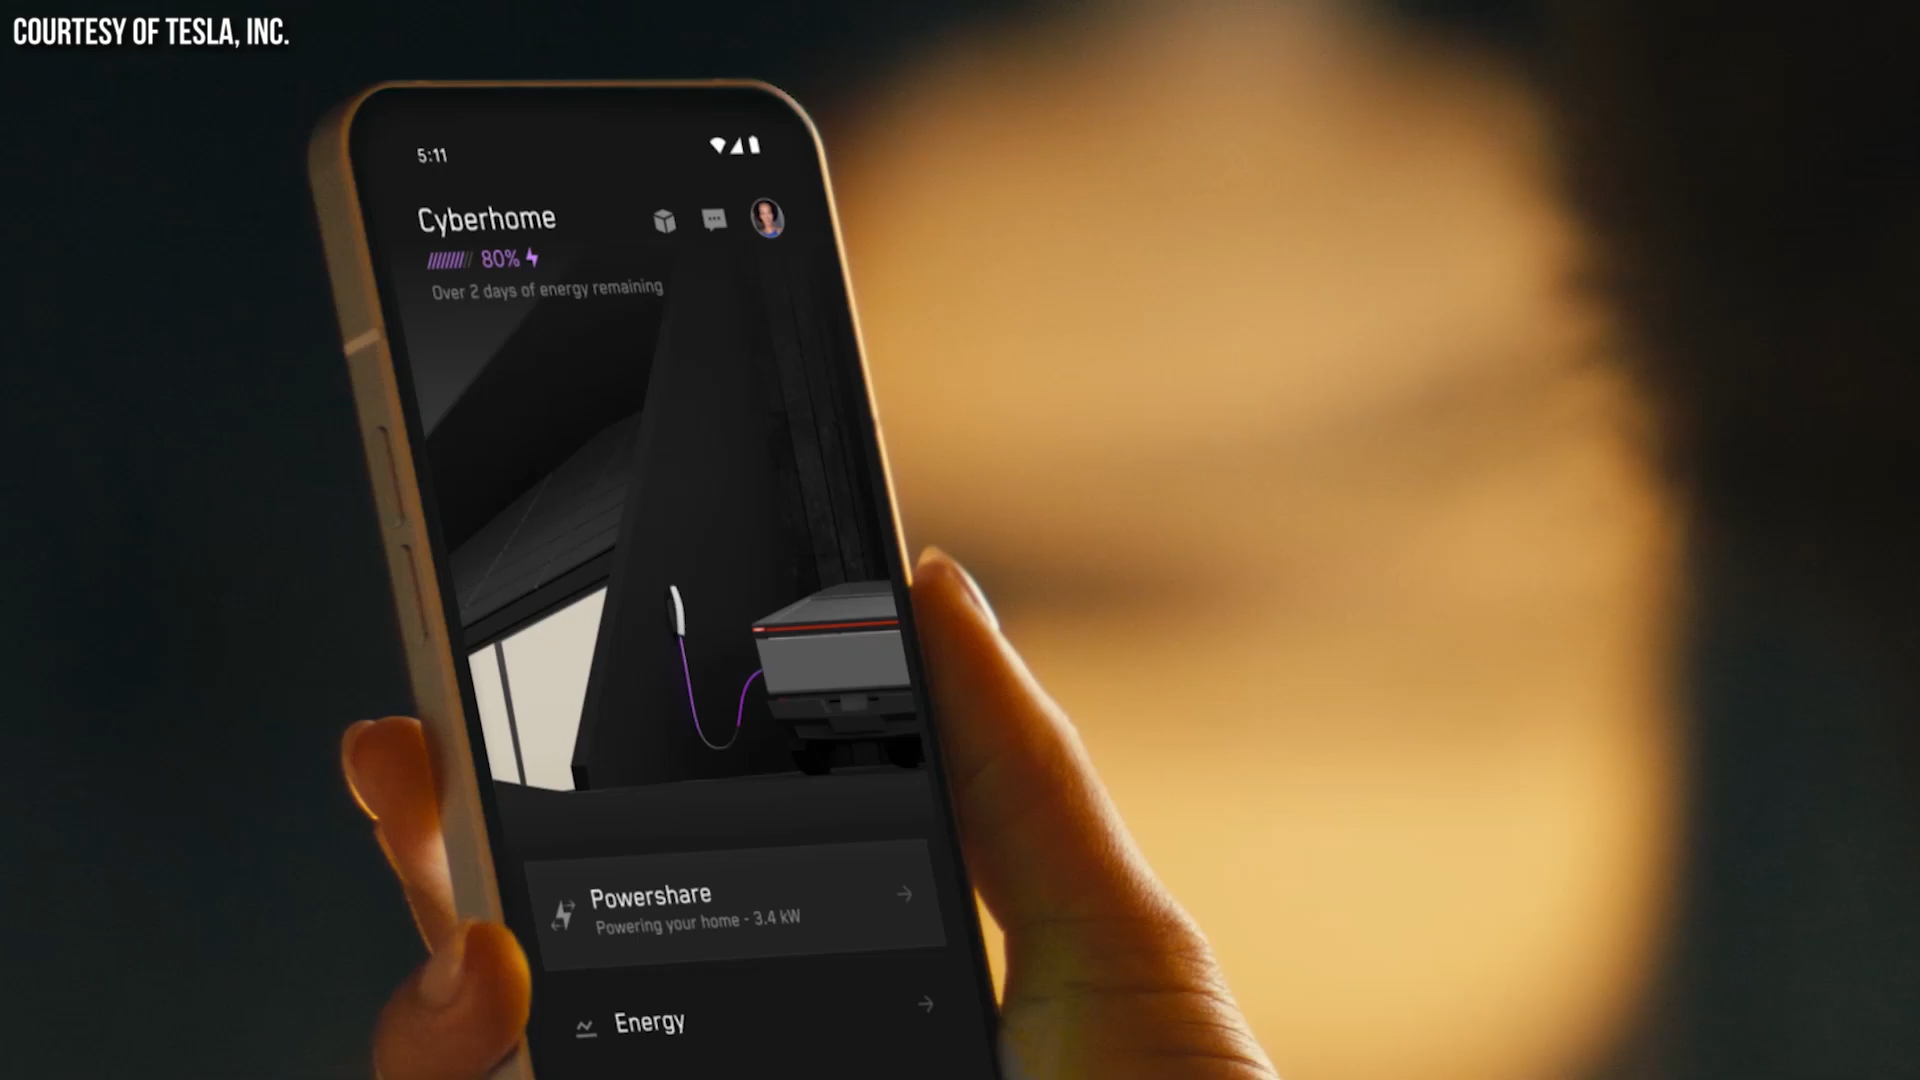 COURTESY OF TESLA, INC.
5:11
Cyberhome
80%
Over 2 days of energy remaining
Powershare
Powering your home - 3.4 kW
Energy